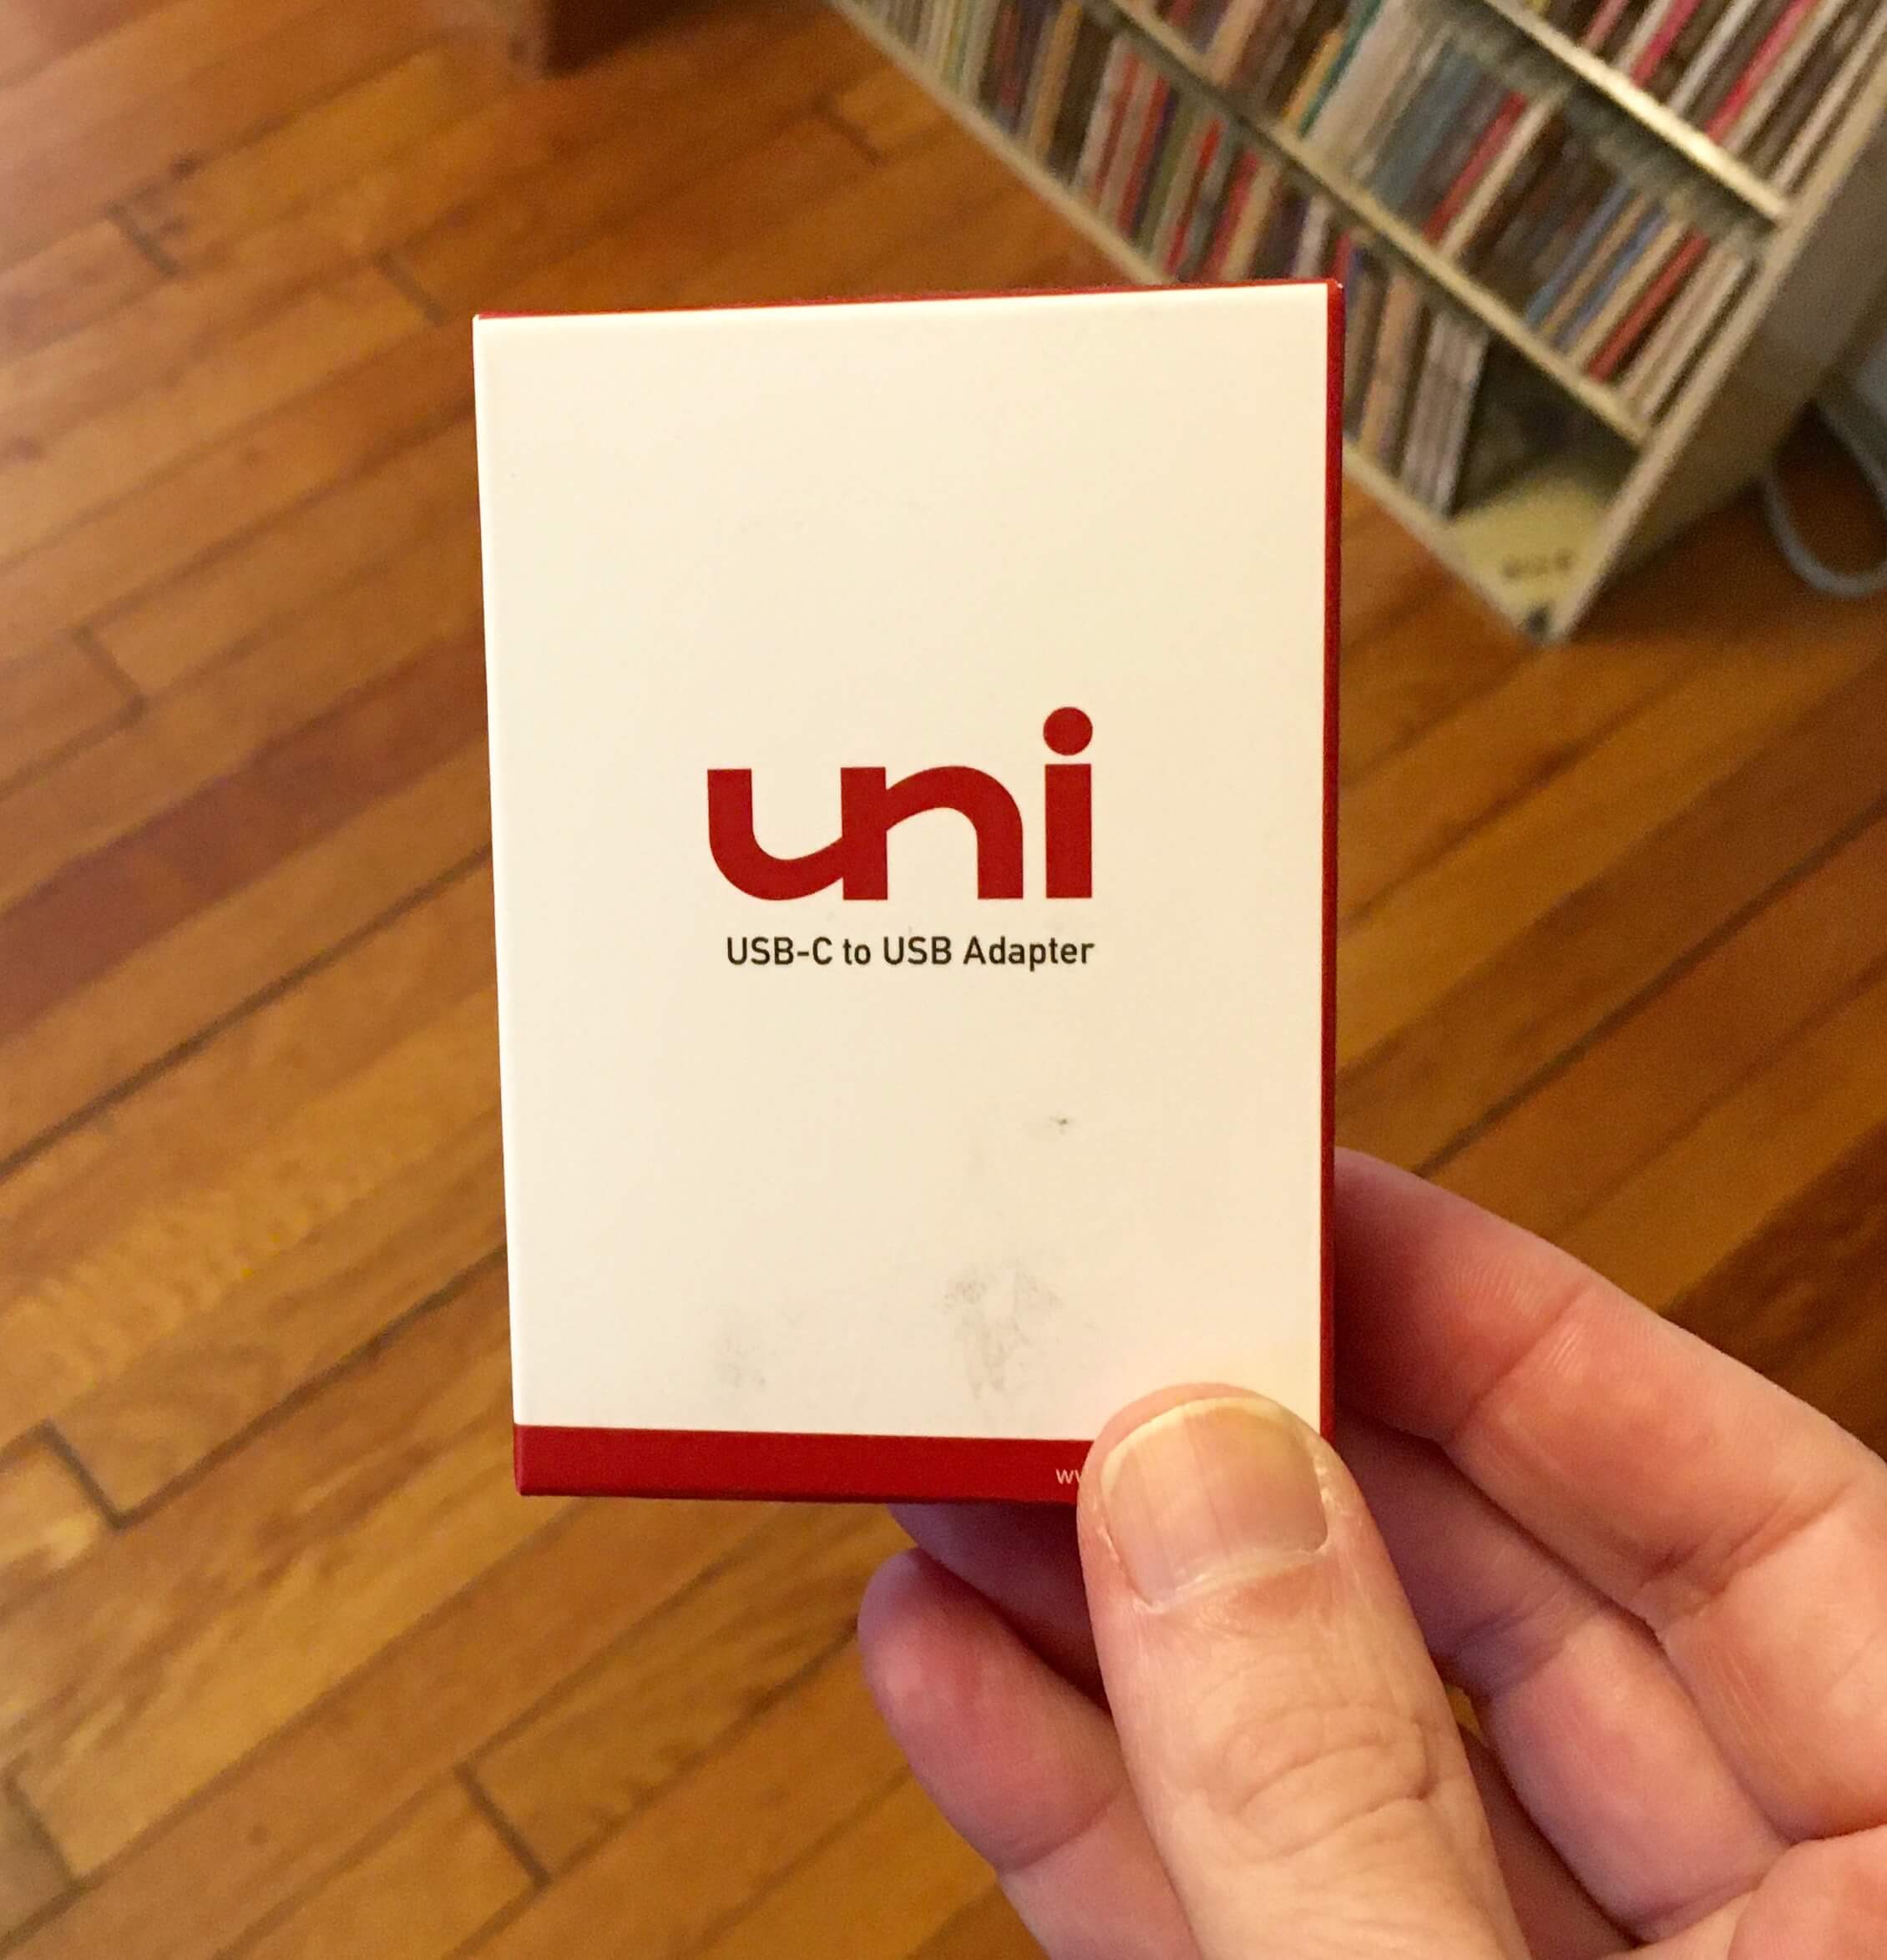 uni
USB-C to USB Adapter